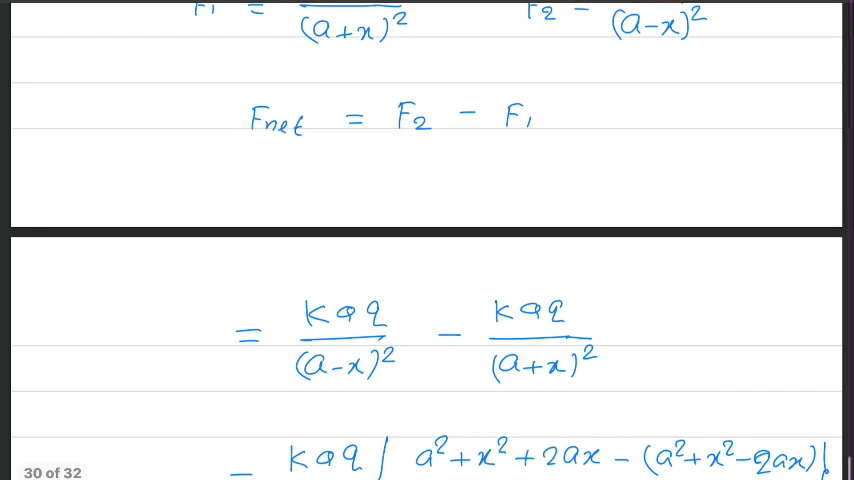 F₁ = (a+x)² F₂ = (a-x)²
Fnet = F₂ - F₁
= KQq/(a-x)² - KQq/(a+x)²
= KQq ( a²+x²+2ax-(a²+x²-2ax)
30 of 32